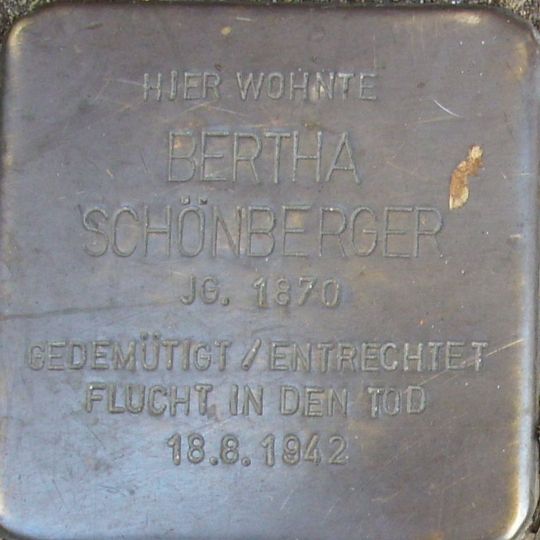 HIER WOHNTE
BERTHA
SCHÖNBERGER
JG. 1870
GEDEMÜTIGT / ENTRECHTET
FLUCHT IN DEN TOD
18.8.1942